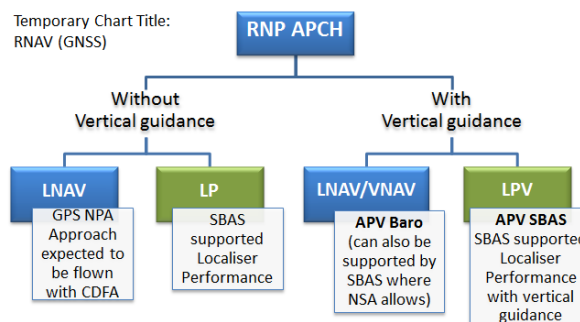 Temporary Chart Title:
RNAV (GNSS)
RNP APCH
Without
Vertical guidance
With
Vertical guidance
LNAV
GPS NPA
Approach
expected to
be flown
with CDFA
LP
SBAS
supported
Localiser
Performance
LNAV/VNAV
APV Baro
(can also be
supported by
SBAS where
NSA allows)
LPV
APV SBAS
SBAS supported
Localiser
Performance
with vertical
guidance